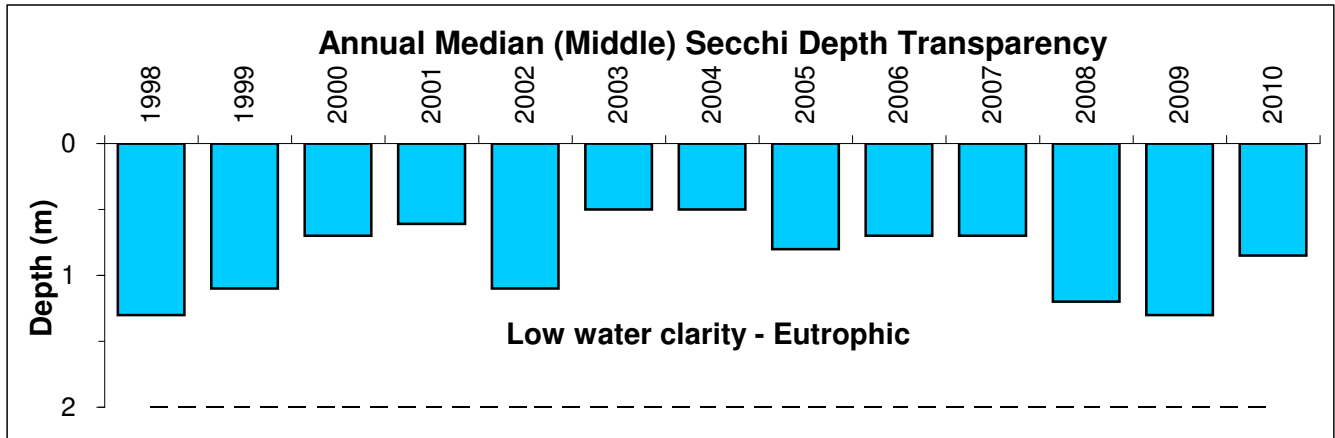 Annual Median (Middle) Secchi Depth Transparency
1998 1999 2000 2001 2002 2003 2004 2005 2006 2007 2008 2009 2010
0
Depth (m)
1
Low water clarity - Eutrophic
2